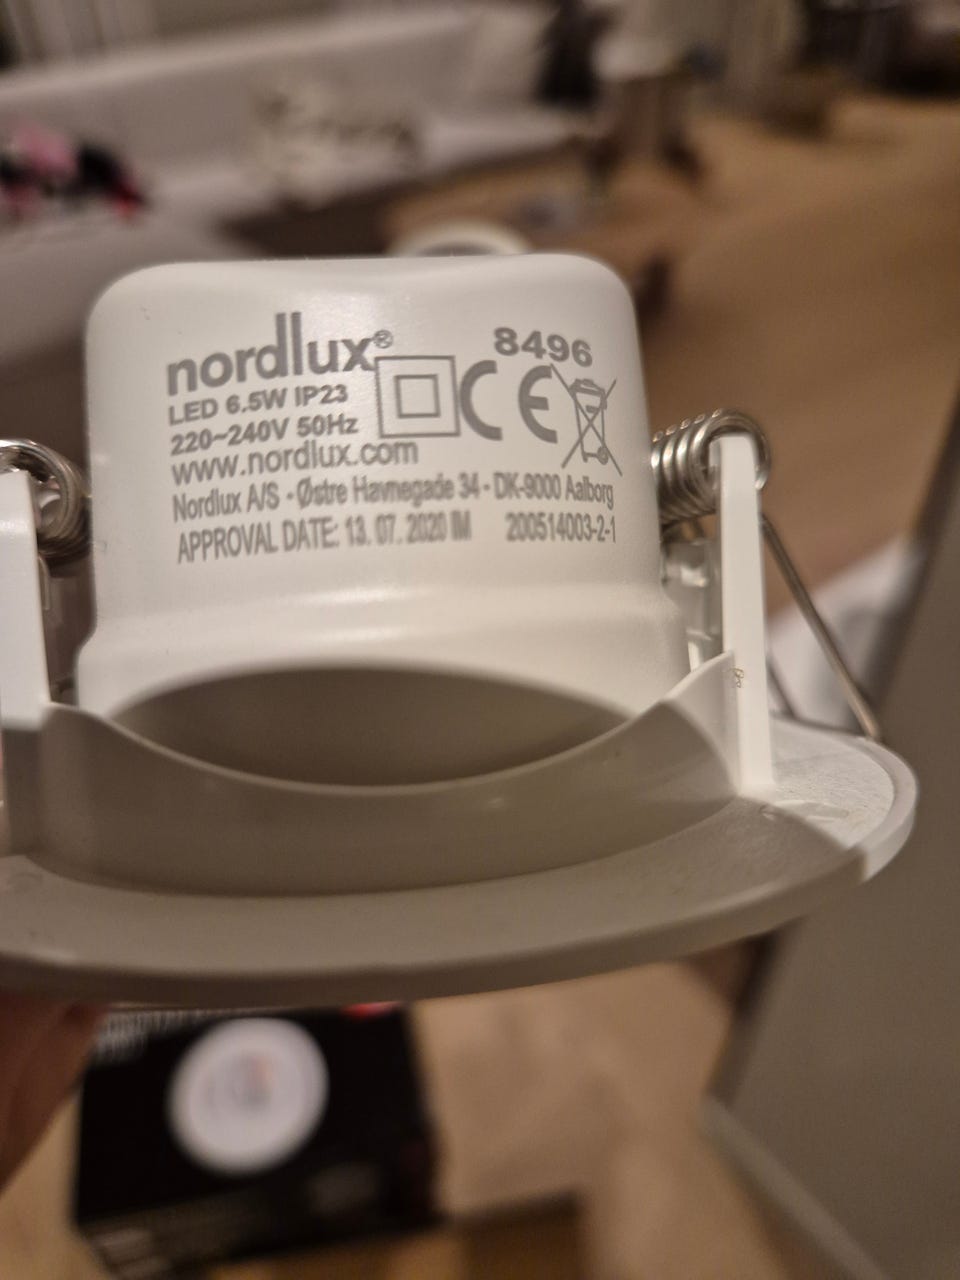 nordlux®
8496
LED 6.5W IP23
CE
220~240V 50Hz
www.nordlux.com
Nordlux A/S - Østre Havnegade 34 - DK-9000 Aalborg
APPROVAL DATE: 13. 07. 2020 IM 200514003-2-1